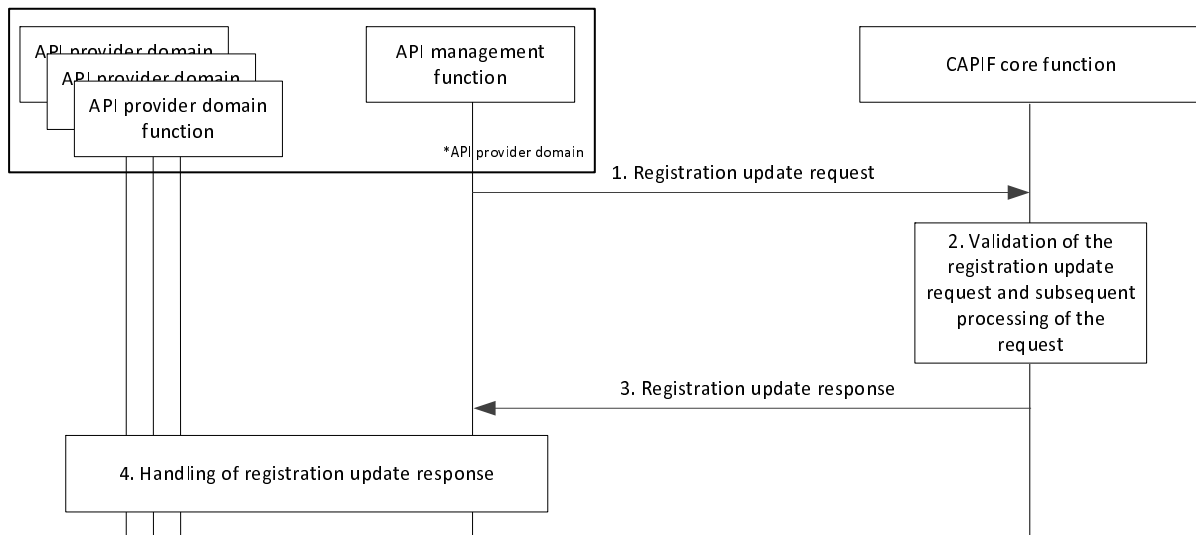 API provider domain
API provider domain
API provider domain
function
API management
function
*API provider domain
CAPIF core function
1. Registration update request
2. Validation of the
registration update
request and subsequent
processing of the
request
3. Registration update response
4. Handling of registration update response